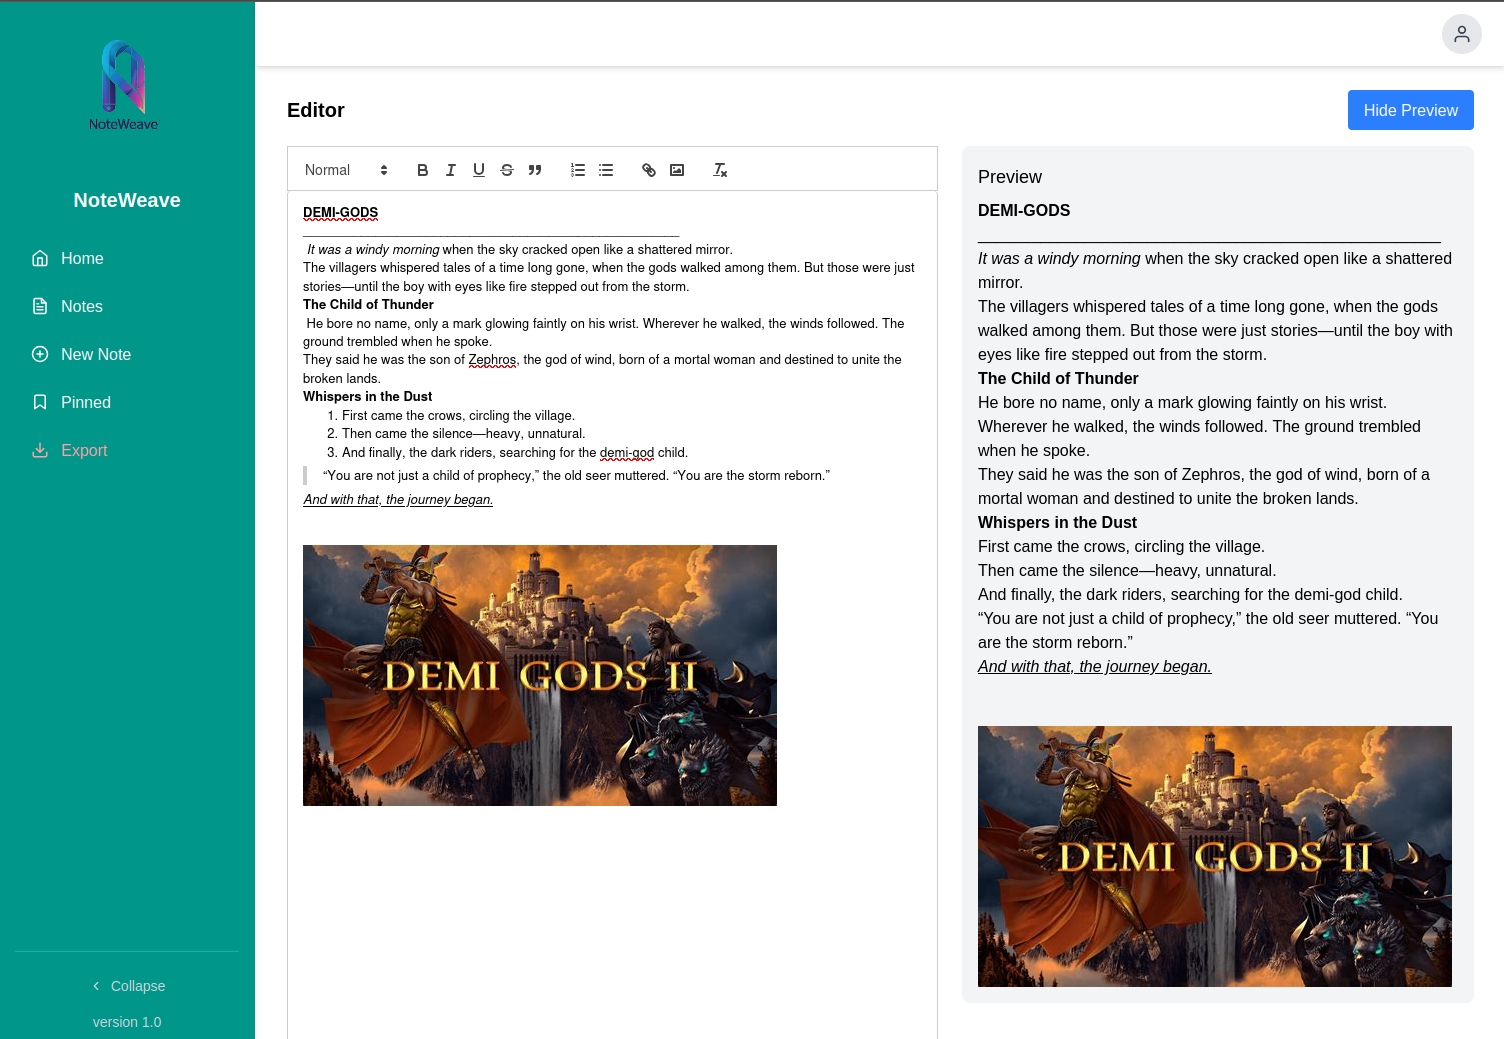 NoteWeave
NoteWeave
Home
Notes
New Note
Pinned
Export
Collapse
version 1.0
Editor
Hide Preview
Normal
DEMI-GODS
It was a windy morning when the sky cracked open like a shattered mirror.
The villagers whispered tales of a time long gone, when the gods walked among them. But those were just
stories—until the boy with eyes like fire stepped out from the storm.
The Child of Thunder
He bore no name, only a mark glowing faintly on his wrist. Wherever he walked, the winds followed. The
ground trembled when he spoke.
They said he was the son of Zephros, the god of wind, born of a mortal woman and destined to unite the
broken lands.
Whispers in the Dust
1. First came the crows, circling the village.
2. Then came the silence—heavy, unnatural.
3. And finally, the dark riders, searching for the demi-god child.
“You are not just a child of prophecy,” the old seer muttered. “You are the storm reborn.”
And with that, the journey began.
DEMI GODS II
Preview
DEMI-GODS
It was a windy morning when the sky cracked open like a shattered
mirror.
The villagers whispered tales of a time long gone, when the gods
walked among them. But those were just stories—until the boy with
eyes like fire stepped out from the storm.
The Child of Thunder
He bore no name, only a mark glowing faintly on his wrist.
Wherever he walked, the winds followed. The ground trembled
when he spoke.
They said he was the son of Zephros, the god of wind, born of a
mortal woman and destined to unite the broken lands.
Whispers in the Dust
First came the crows, circling the village.
Then came the silence—heavy, unnatural.
And finally, the dark riders, searching for the demi-god child.
“You are not just a child of prophecy,” the old seer muttered. “You
are the storm reborn.”
And with that, the journey began.
DEMI GODS II